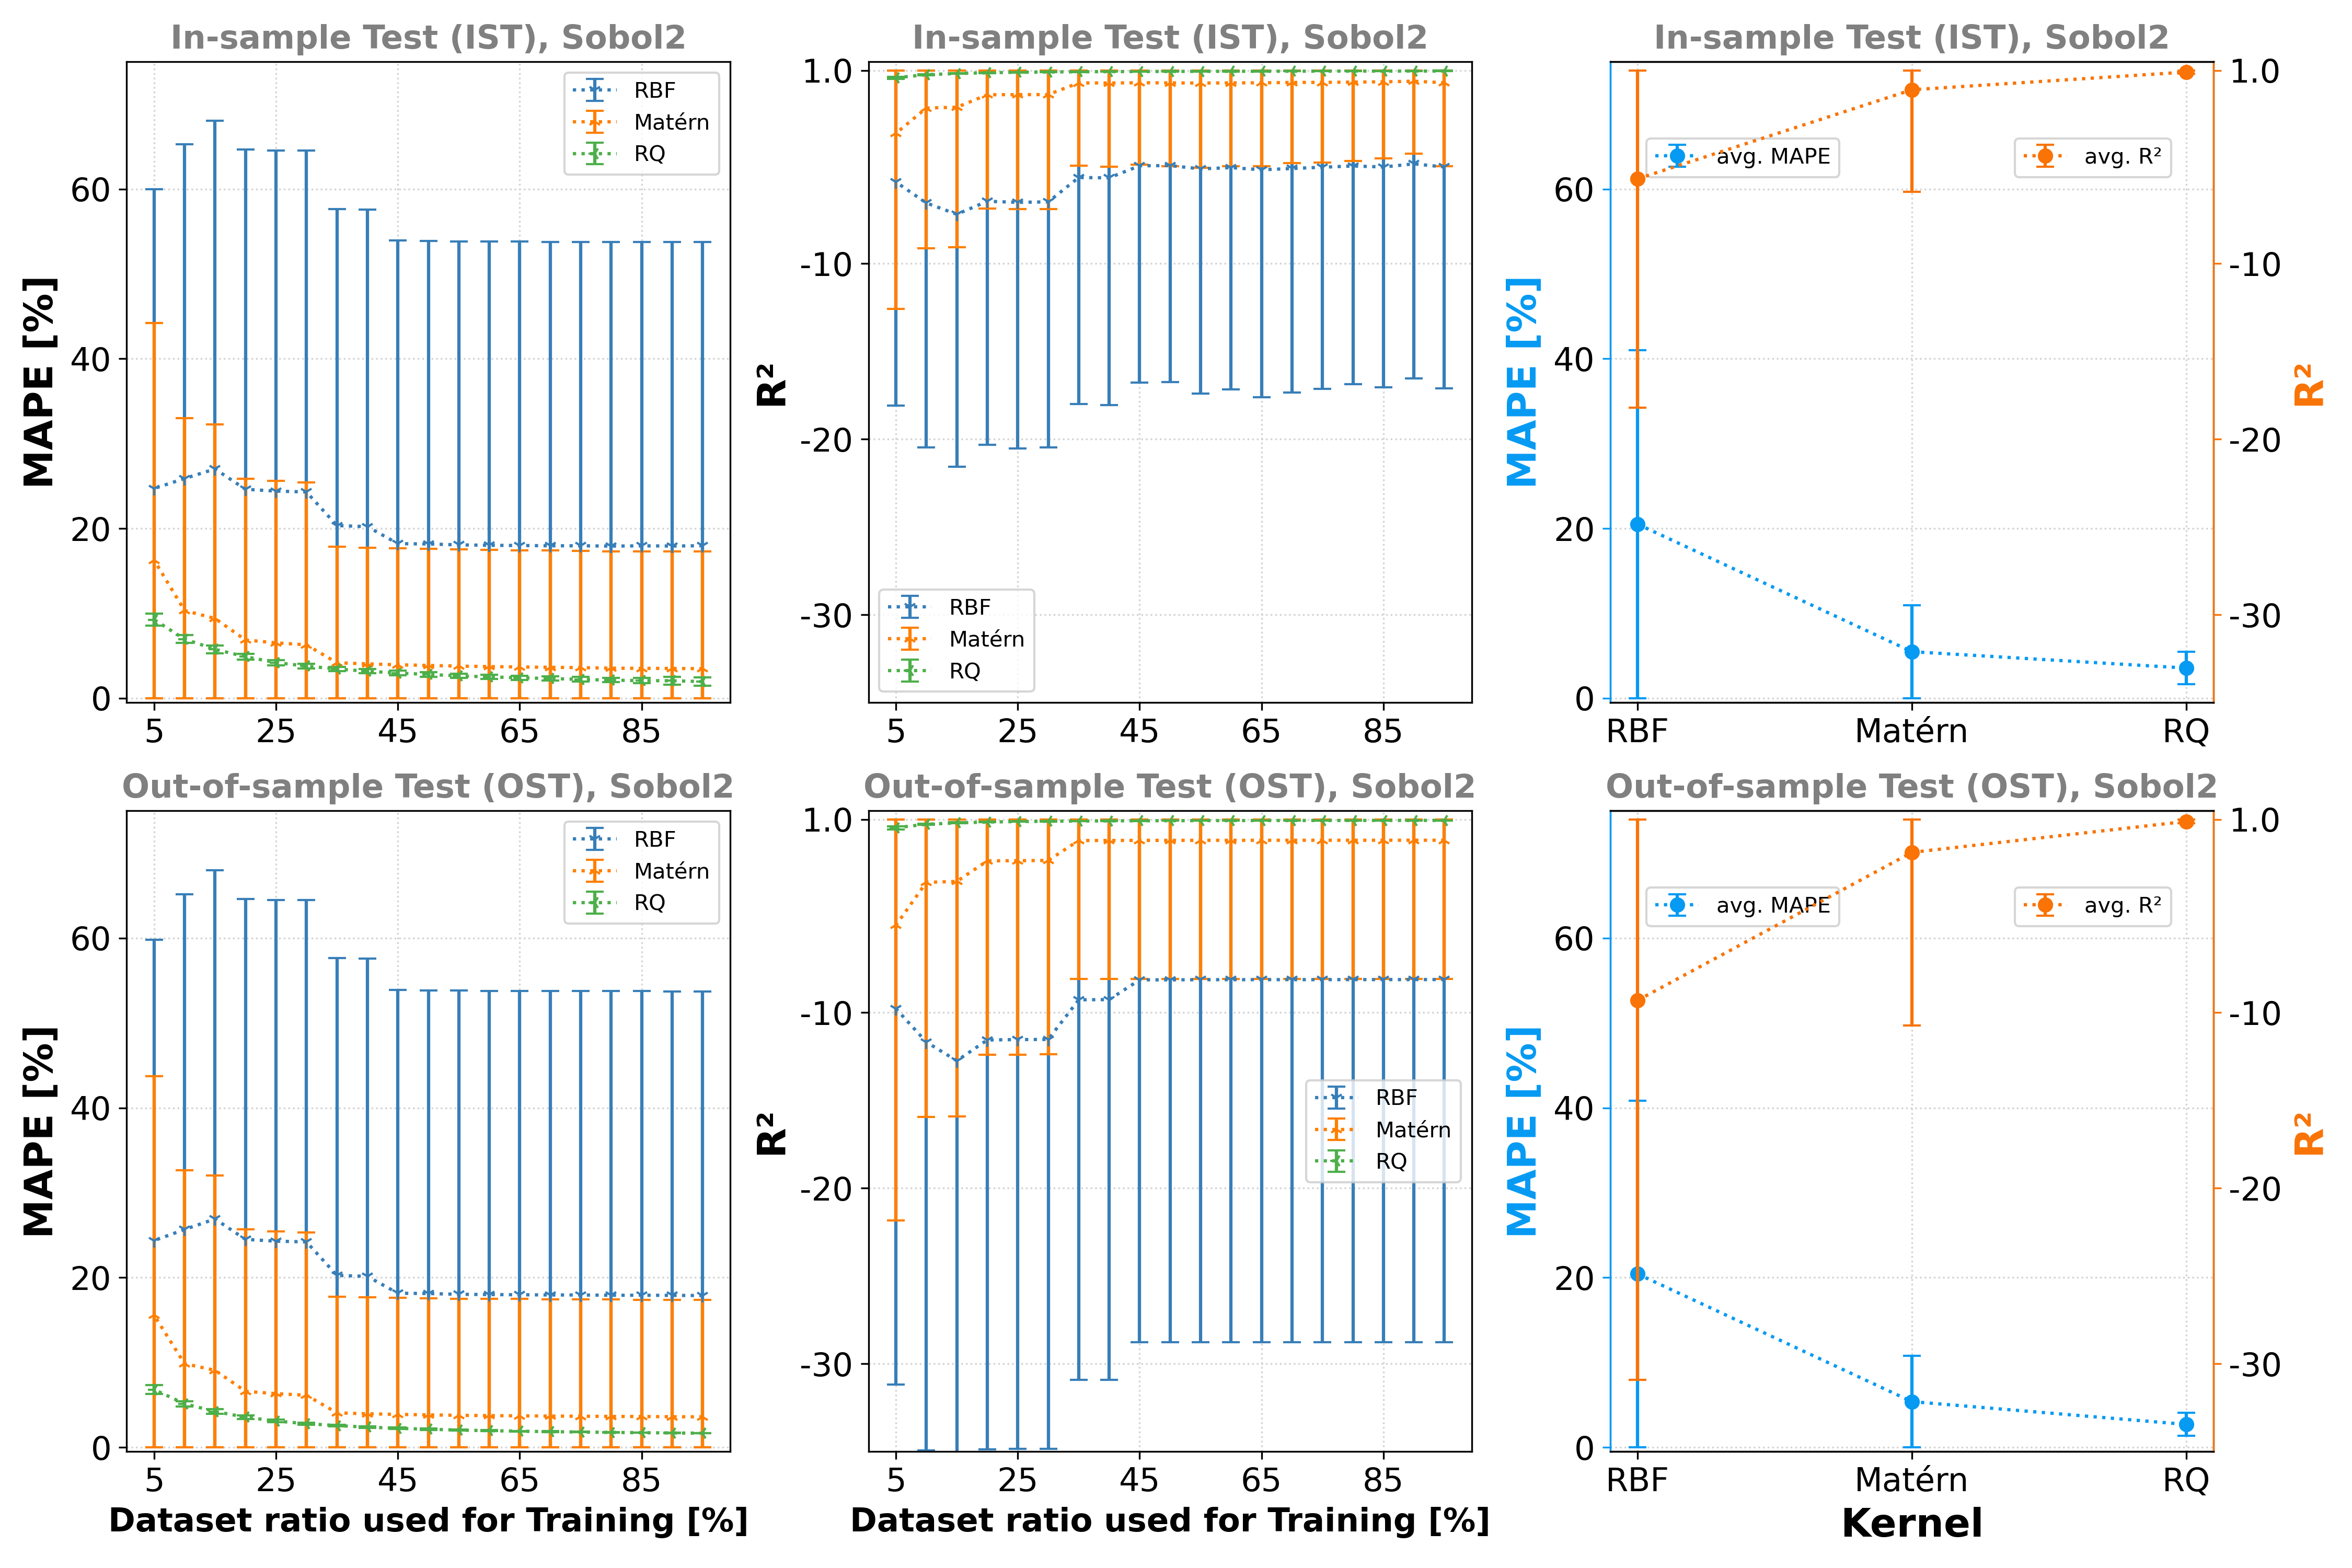 In-sample Test (IST), Sobol2
MAPE [%]
60
40
20
0
5
25
45
65
85
RBF
Matérn
RQ
In-sample Test (IST), Sobol2
R²
1.0
-10
-20
-30
5
25
45
65
85
RBF
Matérn
RQ
In-sample Test (IST), Sobol2
MAPE [%]
60
40
20
0
RBF
Matérn
RQ
avg. MAPE
avg. R²
1.0
-10
-20
-30
R²
Out-of-sample Test (OST), Sobol2
MAPE [%]
60
40
20
0
5
25
45
65
85
Dataset ratio used for Training [%]
RBF
Matérn
RQ
Out-of-sample Test (OST), Sobol2
R²
1.0
-10
-20
-30
5
25
45
65
85
Dataset ratio used for Training [%]
RBF
Matérn
RQ
Out-of-sample Test (OST), Sobol2
MAPE [%]
60
40
20
0
RBF
Matérn
RQ
Kernel
avg. MAPE
avg. R²
1.0
-10
-20
-30
R²